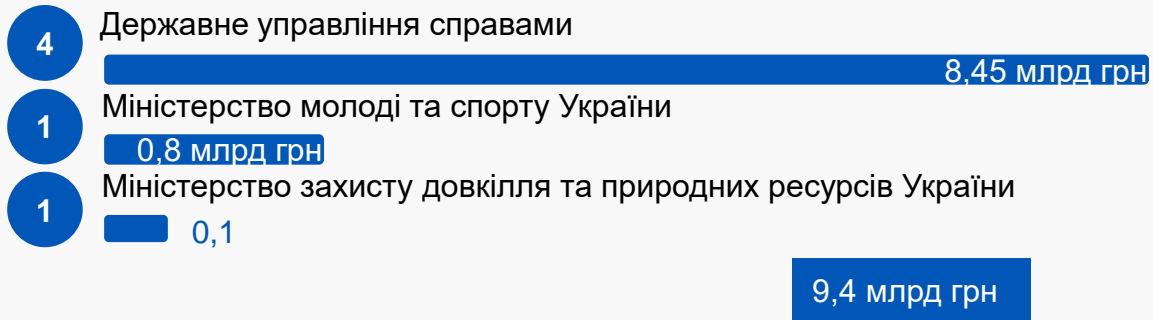 4
Державне управління справами
8,45 млрд грн
1
Міністерство молоді та спорту України
0,8 млрд грн
1
Міністерство захисту довкілля та природних ресурсів України
0,1
9,4 млрд грн